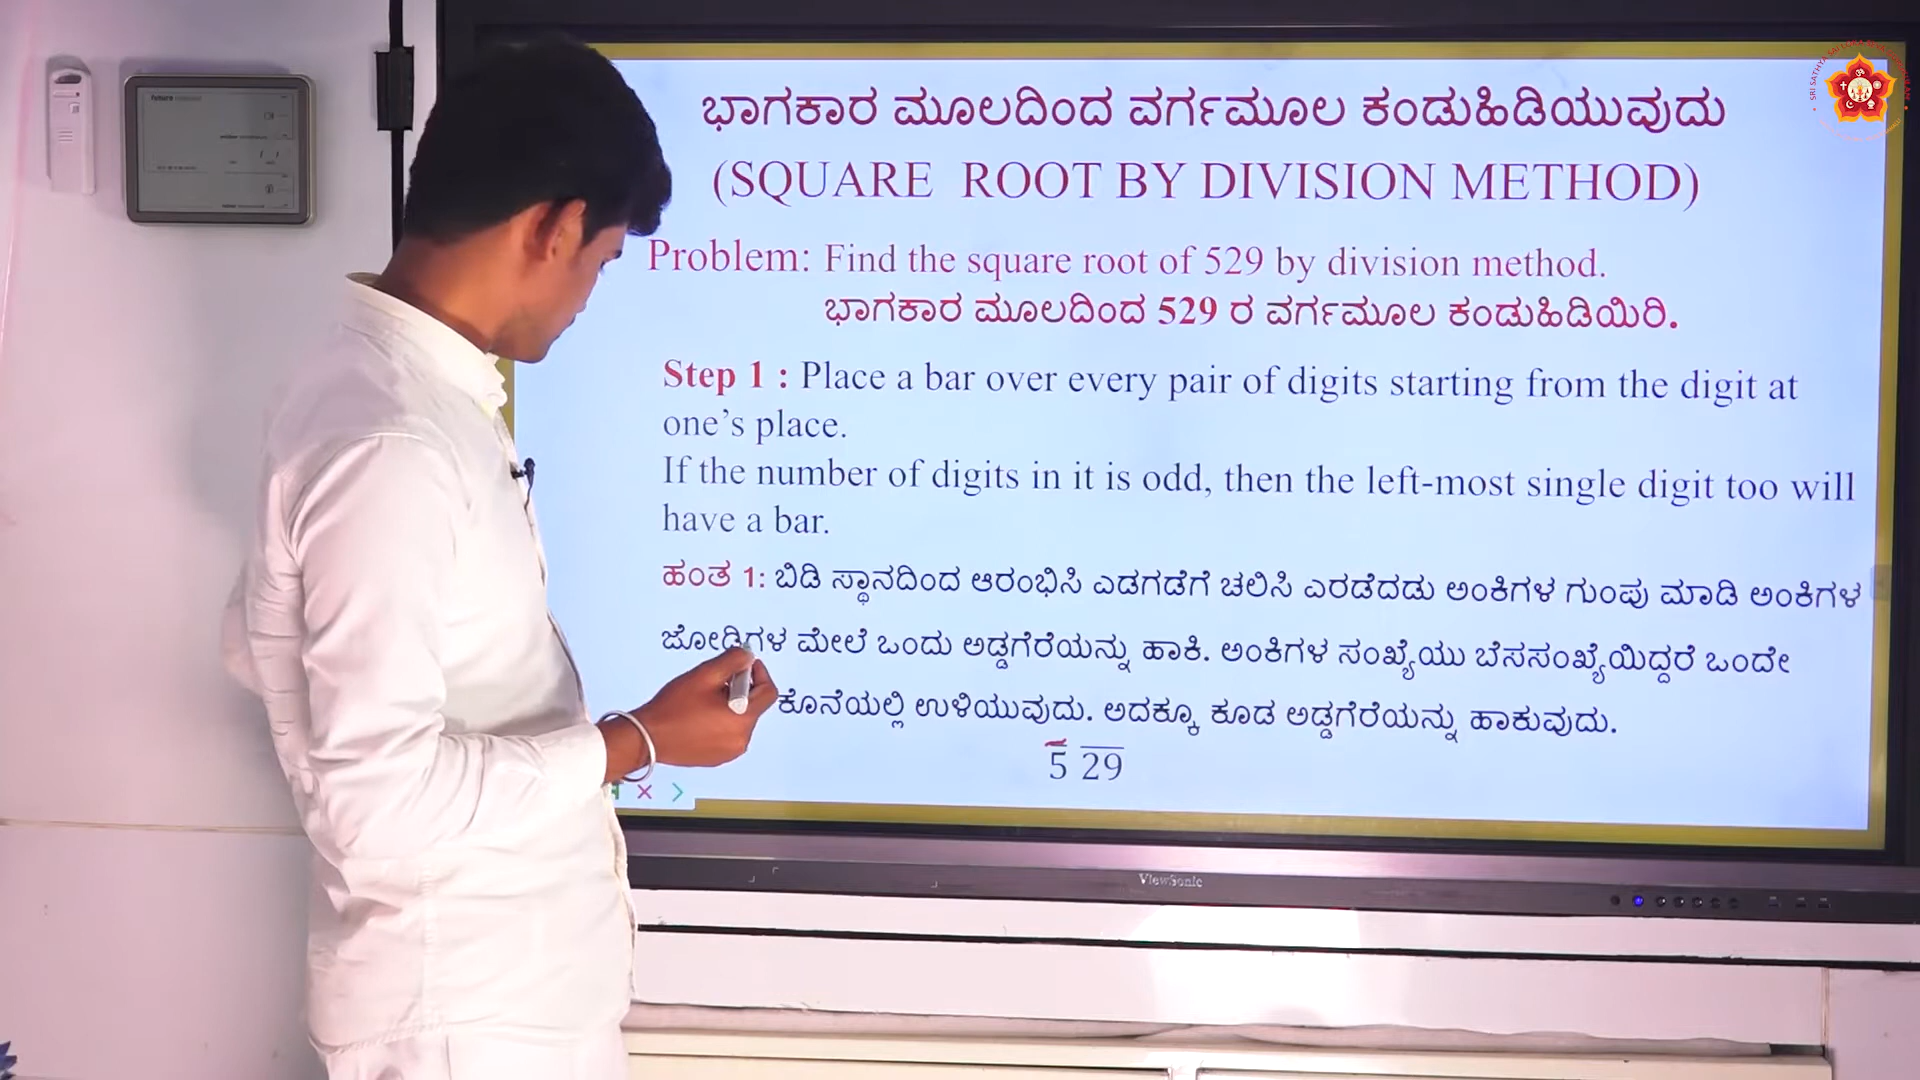 ಭಾಗಕಾರ ಮೂಲದಿಂದ ವರ್ಗಮೂಲ ಕಂಡುಹಿಡಿಯುವುದು
(SQUARE ROOT BY DIVISION METHOD)
Problem: Find the square root of 529 by division method.
ಭಾಗಕಾರ ಮೂಲದಿಂದ 529 ರ ವರ್ಗಮೂಲ ಕಂಡುಹಿಡಿಯಿರಿ.
Step 1 : Place a bar over every pair of digits starting from the digit at
one’s place.
If the number of digits in it is odd, then the left-most single digit too will
have a bar.
ಹಂತ 1: ಬಿಡಿ ಸ್ಥಾನದಿಂದ ಆರಂಭಿಸಿ ಎಡಗಡೆಗೆ ಚಲಿಸಿ ಎರಡೆದಡು ಅಂಕಿಗಳ ಗುಂಪು ಮಾಡಿ ಅಂಕಿಗಳ
ಜೋಡಿಗಳ ಮೇಲೆ ಒಂದು ಅಡ್ಡಗೆರೆಯನ್ನು ಹಾಕಿ. ಅಂಕಿಗಳ ಸಂಖ್ಯೆಯು ಬೆಸಸಂಖ್ಯೆಯಿದ್ದರೆ ಒಂದೇ
ಕೊನೆಯಲ್ಲಿ ಉಳಿಯುವುದು. ಅದಕ್ಕೂ ಕೂಡ ಅಡ್ಡಗೆರೆಯನ್ನು ಹಾಕುವುದು.
5 29
ViewSonic